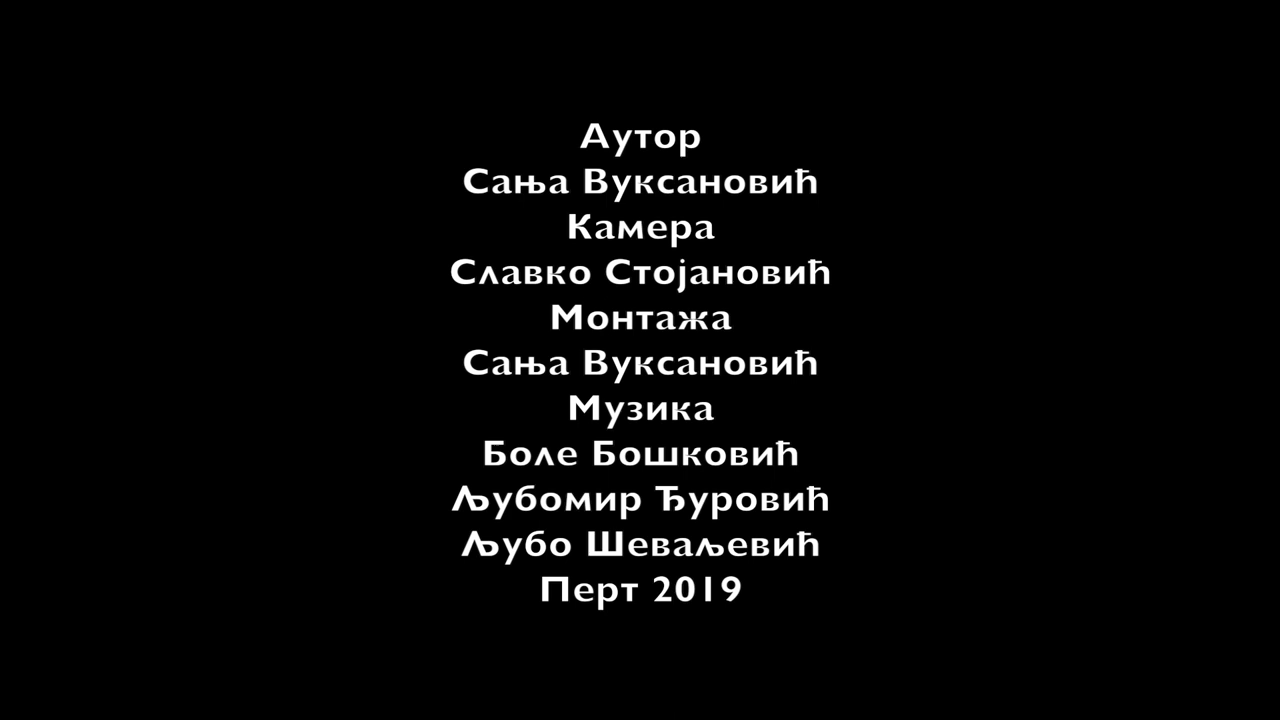 Аутор
Сања Вуксановић
Камера
Славко Стојановић
Монтажа
Сања Вуксановић
Музика
Боле Бошковић
Љубомир Ђуровић
Љубо Шеваљевић
Перт 2019